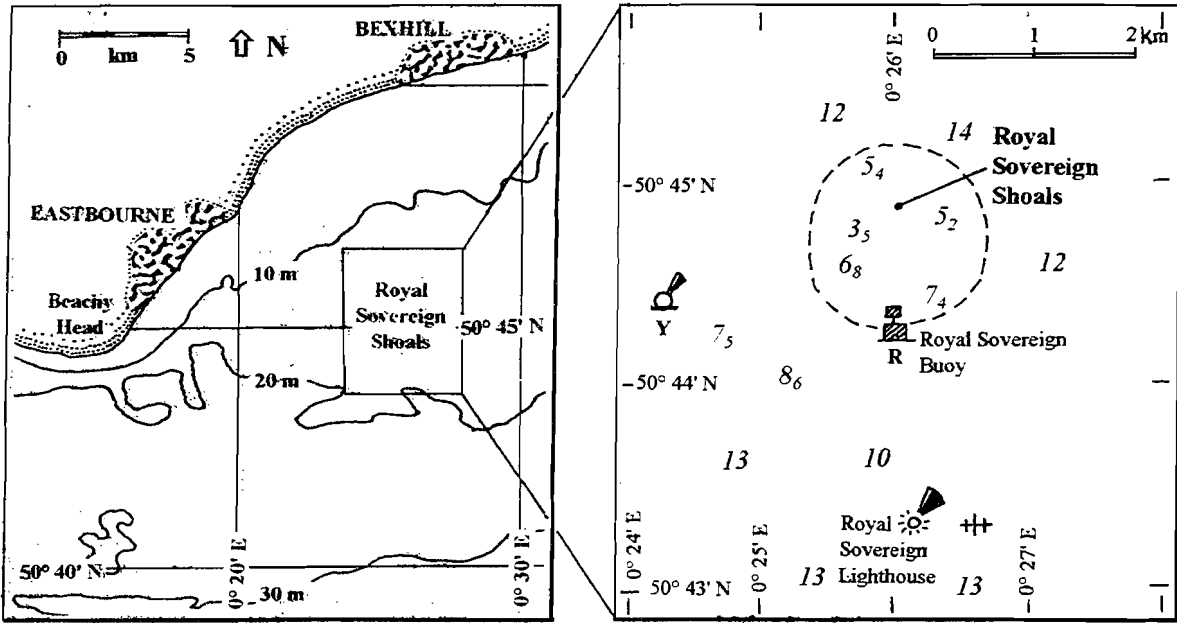 BEXHILL
0 5
km
N
EASTBOURNE
Beachy
Head
10 m
20 m
Royal
Sovereign
Shoals
50° 45' N
50° 40' N
0° 20' E
0° 30' E
30 m
0 1 2 km
0° 26' E
12
14
Royal
Sovereign
Shoals
50° 45' N
5₄
5₂
3₅
6₈
12
7₄
Y
7₅
R
Royal Sovereign
Buoy
50° 44' N
8₆
13
10
Royal
Sovereign
Lighthouse
0° 24' E
0° 25' E
0° 27' E
50° 43' N
13
13